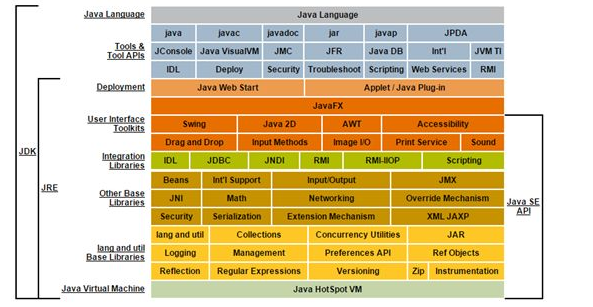 Java Language Java Language
java javac javadoc jar javap JPDA
Tools &
Tool APIs
JConsole Java VisualVM JMC JFR Java DB Int'l JVM TI
IDL Deploy Security Troubleshoot Scripting Web Services RMI
Deployment Java Web Start Applet / Java Plug-in
JavaFX
User Interface
Toolkits
Swing Java 2D AWT Accessibility
Drag and Drop Input Methods Image I/O Print Service Sound
Integration
Libraries
IDL JDBC JNDI RMI RMI-IIOP Scripting
JDK
JRE
Beans Int'l Support Input/Output JMX
Other Base
Libraries
JNI Math Networking Override Mechanism
Security Serialization Extension Mechanism XML JAXP
Java SE
API
lang and util Collections Concurrency Utilities JAR
lang and util
Base Libraries
Logging Management Preferences API Ref Objects
Reflection Regular Expressions Versioning Zip Instrumentation
Java Virtual Machine Java HotSpot VM